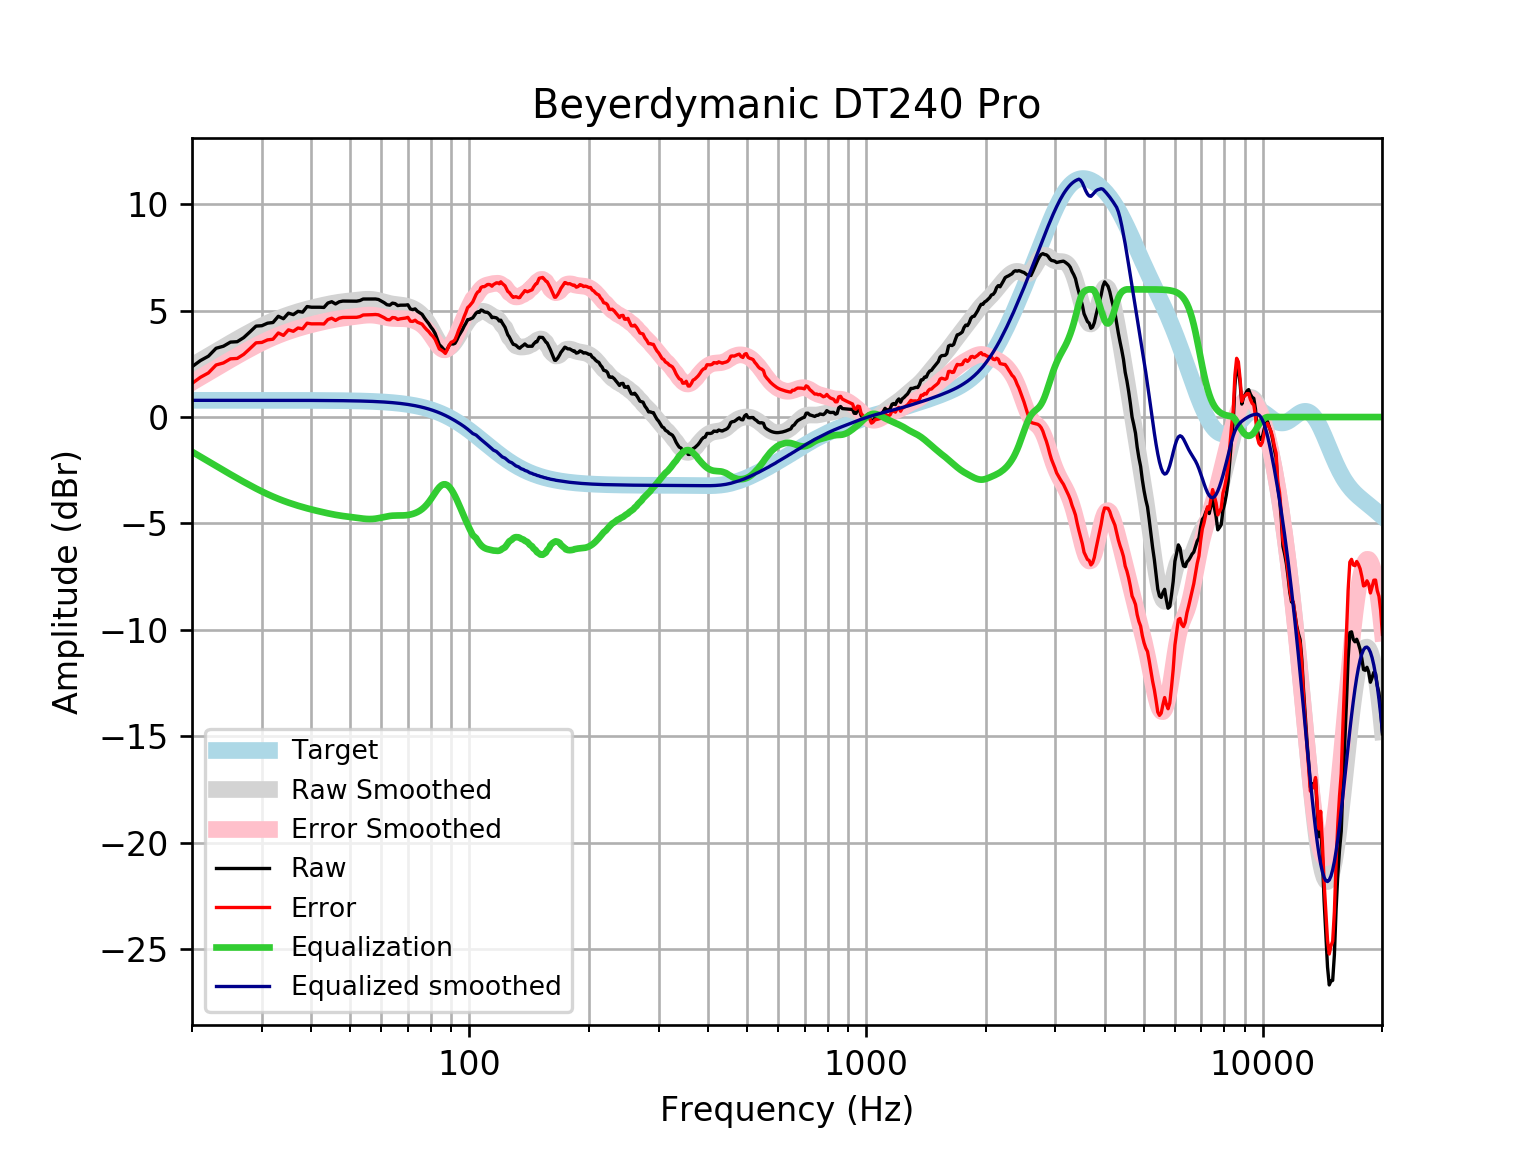 Beyerdymanic DT240 Pro
Amplitude (dBr)
10
5
0
−5
−10
−15
−20
−25
Target
Raw Smoothed
Error Smoothed
Raw
Error
Equalization
Equalized smoothed
100
1000
10000
Frequency (Hz)